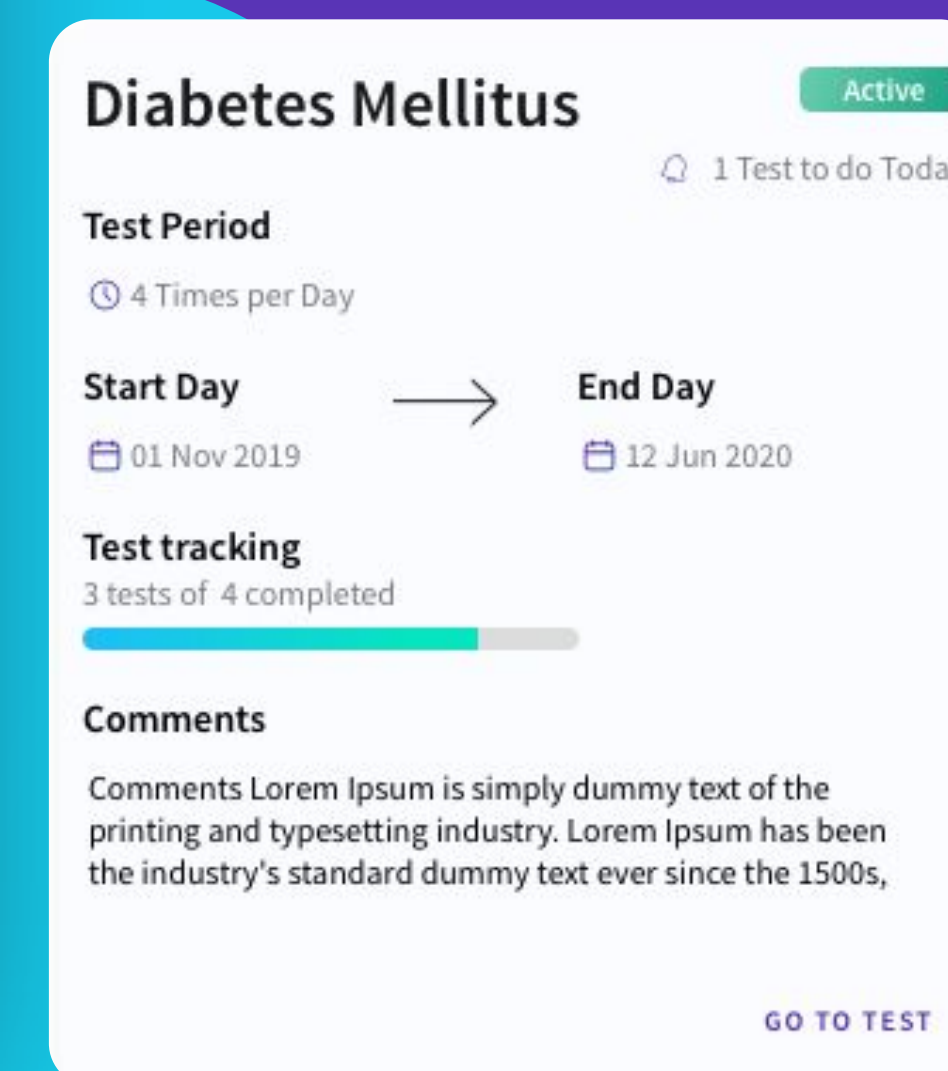 Diabetes Mellitus
Active
1 Test to do Toda
Test Period
4 Times per Day
Start Day
End Day
01 Nov 2019
12 Jun 2020
Test tracking
3 tests of 4 completed
Comments
Comments Lorem Ipsum is simply dummy text of the
printing and typesetting industry. Lorem Ipsum has been
the industry's standard dummy text ever since the 1500s,
GO TO TEST